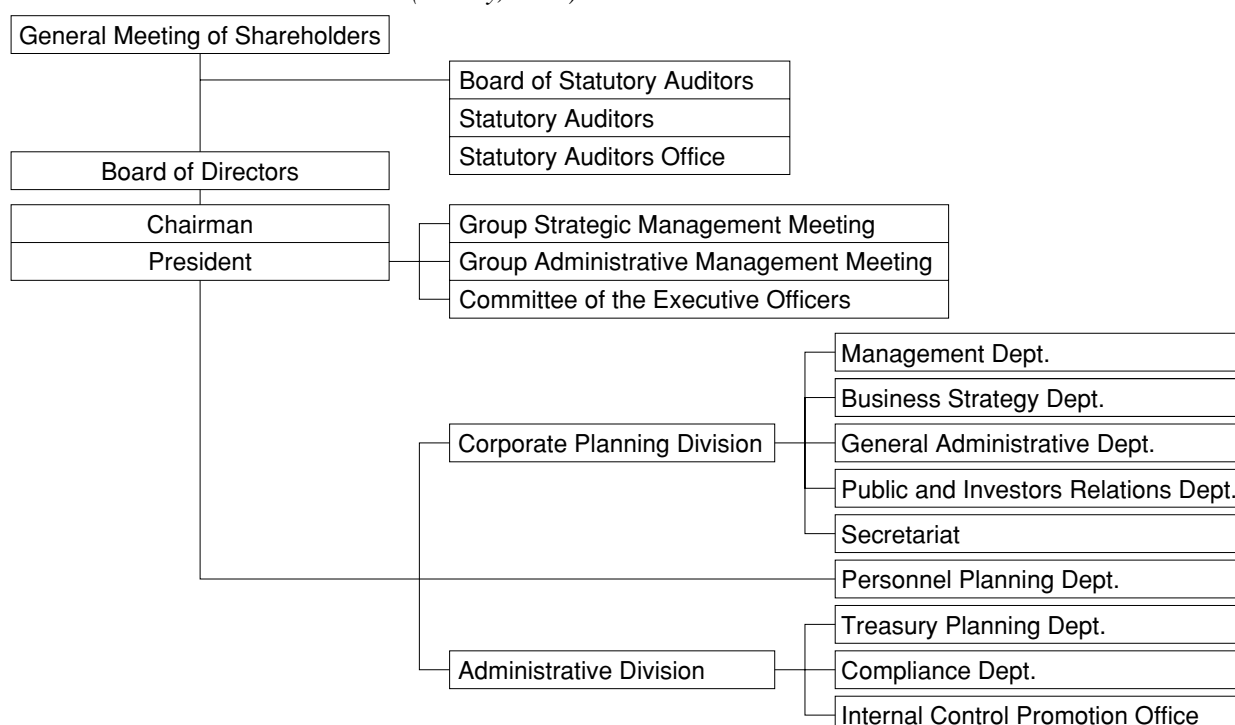 General Meeting of Shareholders
Board of Statutory Auditors
Statutory Auditors
Statutory Auditors Office
Board of Directors
Chairman
President
Group Strategic Management Meeting
Group Administrative Management Meeting
Committee of the Executive Officers
Corporate Planning Division
Management Dept.
Business Strategy Dept.
General Administrative Dept.
Public and Investors Relations Dept.
Secretariat
Personnel Planning Dept.
Administrative Division
Treasury Planning Dept.
Compliance Dept.
Internal Control Promotion Office